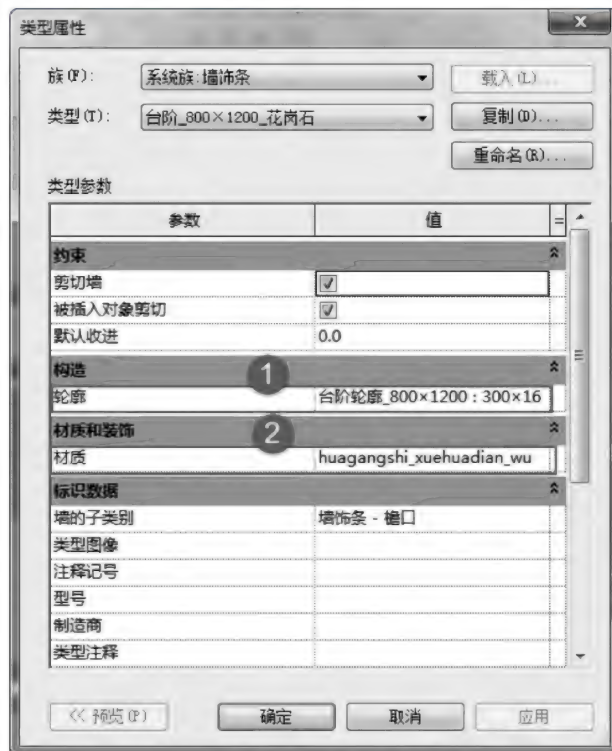 类型属性
族(F): 系统族:墙饰条 载入(L)...
类型(T): 台阶_800×1200_花岗石 复制(D)...
重命名(R)...
类型参数
参数 值 =
约束
剪切墙
被插入对象剪切
默认收进 0.0
构造 1
轮廓 台阶轮廓_800×1200：300×16
材质和装饰 2
材质 huagangshi_xuehuadian_wu
标识数据
墙的子类别 墙饰条 - 檐口
类型图像
注释记号
型号
制造商
类型注释
<< 预览(P) 确定 取消 应用